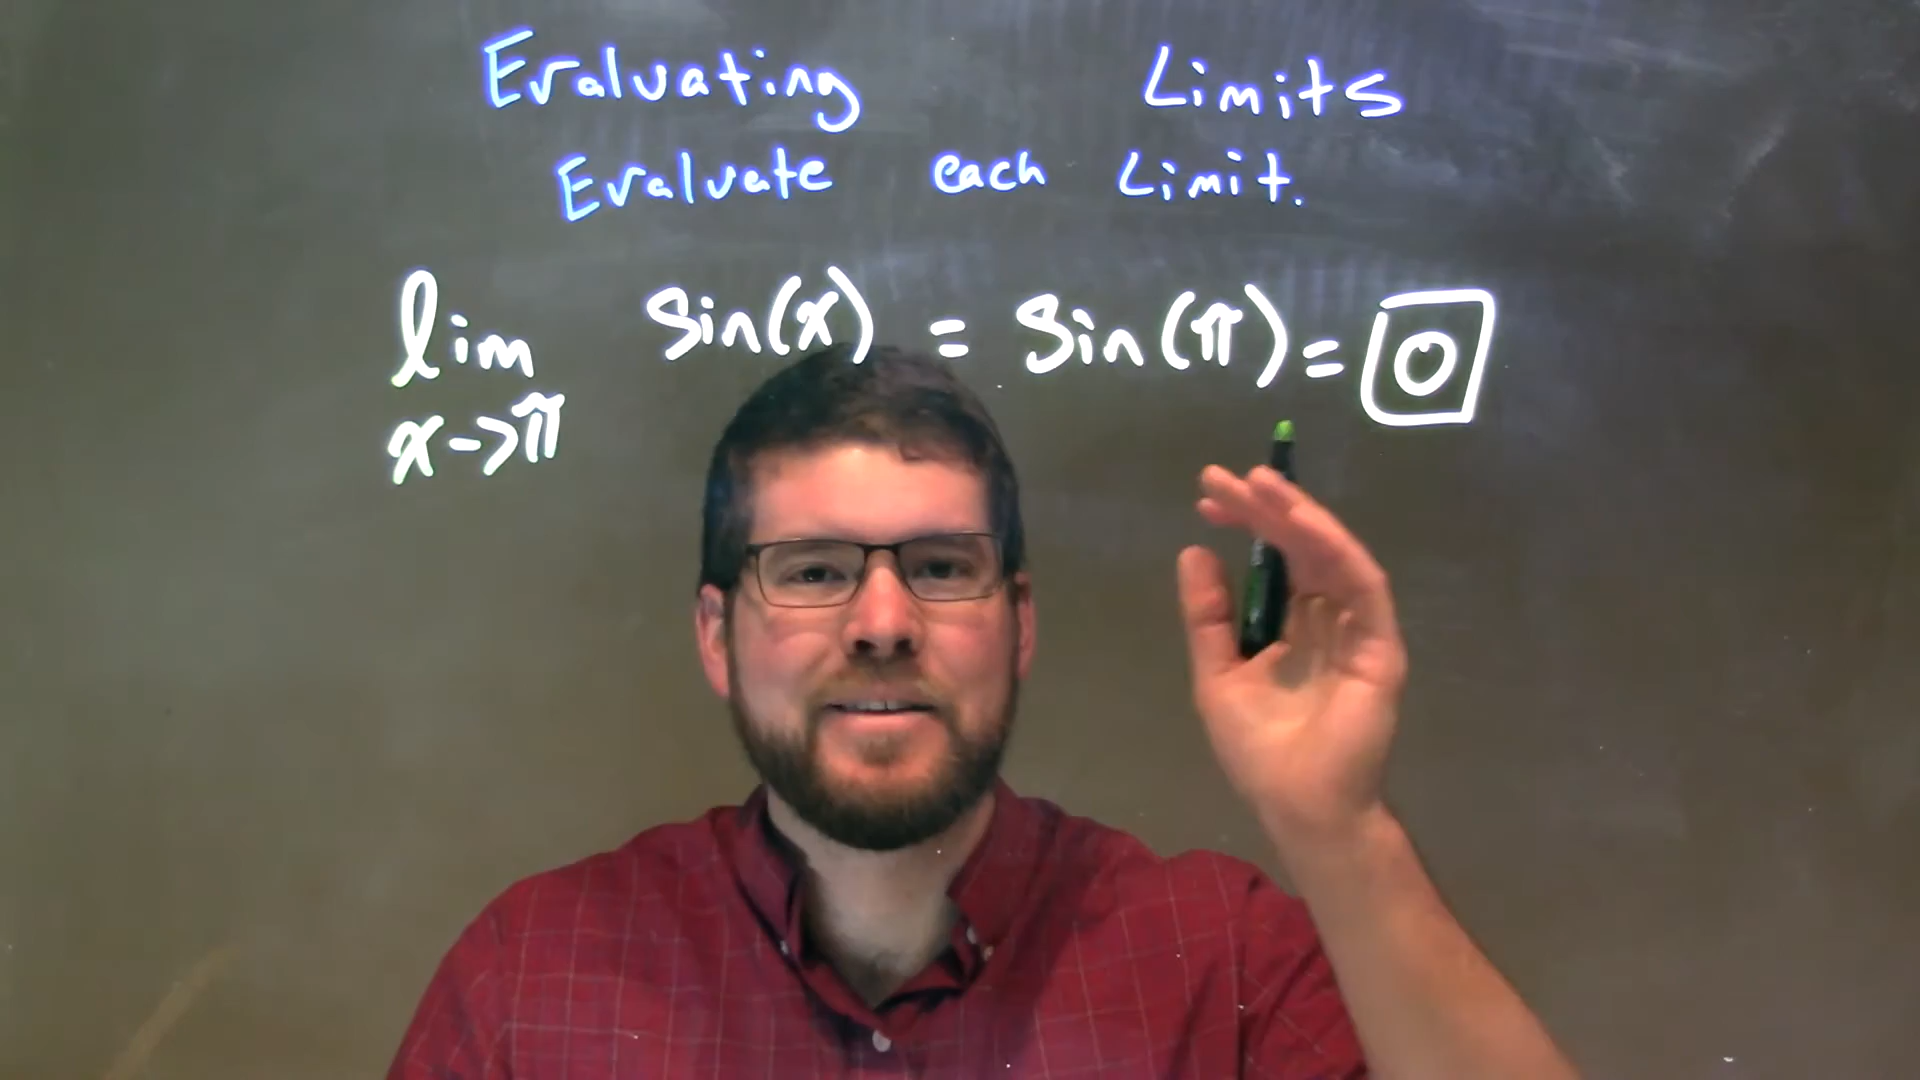 Evaluating Limits
Evaluate each Limit.
lim sin(x) = sin(π) = 0
x->π